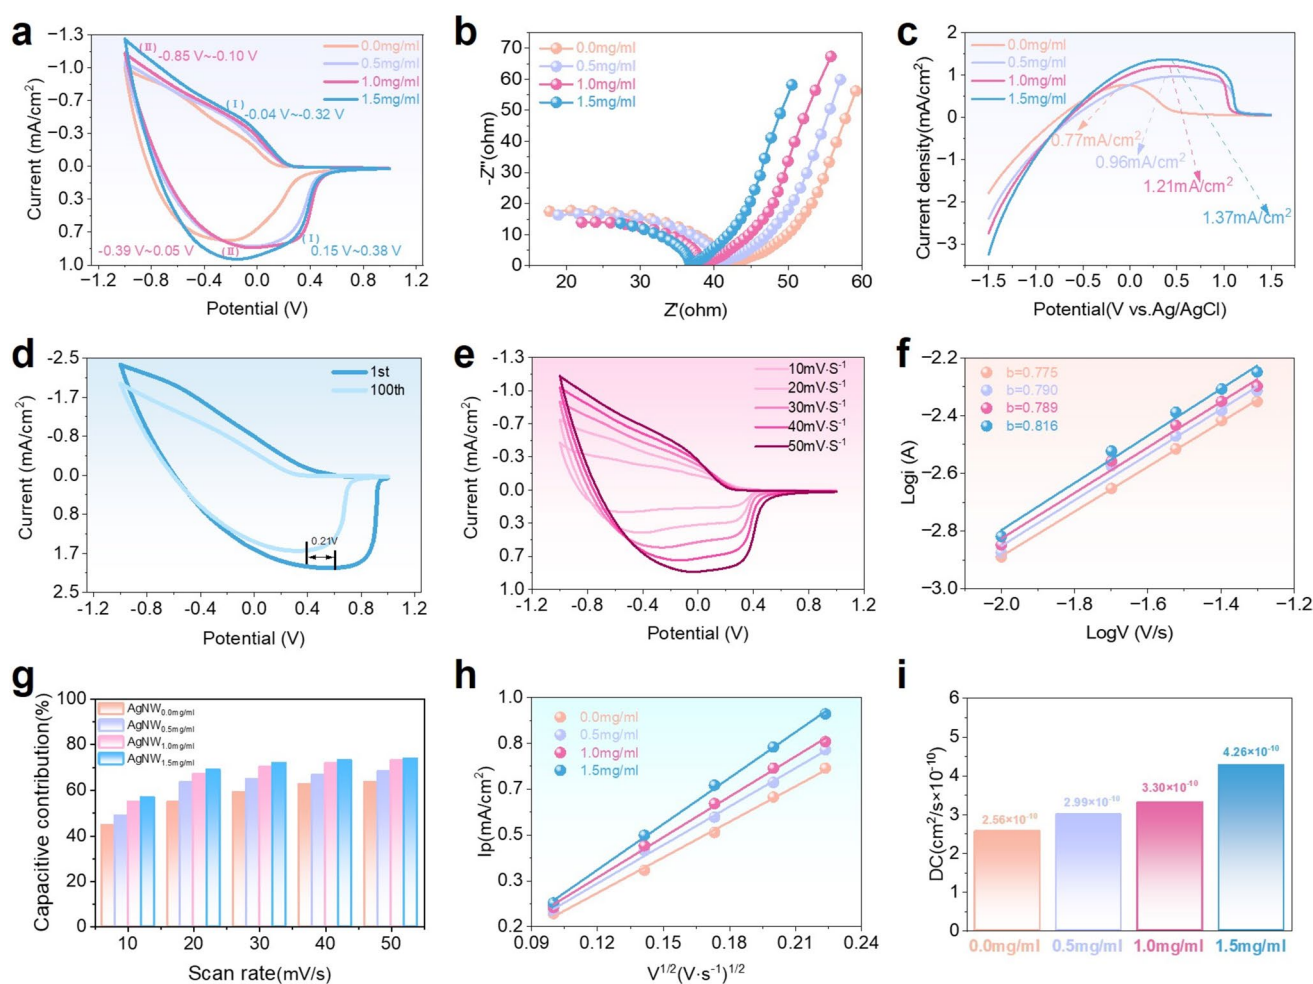 a
-1.3
-1.0
-0.7
-0.3
0.0
0.3
0.7
1.0
Current (mA/cm²)
(II)
-0.85 V~-0.10 V
(I)
-0.04 V~-0.32 V
0.0mg/ml
0.5mg/ml
1.0mg/ml
1.5mg/ml
-0.39 V~0.05 V
(II)
(I)
0.15 V~0.38 V
-1.2 -0.8 -0.4 0.0 0.4 0.8 1.2
Potential (V)
b
70
60
50
40
30
20
10
0
-Z"(ohm)
0.0mg/ml
0.5mg/ml
1.0mg/ml
1.5mg/ml
20 30 40 50 60
Z'(ohm)
c
2
1
0
−1
−2
−3
Current density(mA/cm²)
0.0mg/ml
0.5mg/ml
1.0mg/ml
1.5mg/ml
0.77mA/cm²
0.96mA/cm²
1.21mA/cm²
1.37mA/cm²
−1.5 −1.0 −0.5 0.0 0.5 1.0 1.5
Potential(V vs.Ag/AgCl)
d
-2.5
-1.7
-0.8
0.0
0.8
1.7
2.5
Current (mA/cm²)
1st
100th
0.21V
-1.2 -0.6 0.0 0.6 1.2
Potential (V)
e
-1.3
-1.0
-0.7
-0.3
0.0
0.3
0.7
1.0
Current (mA/cm²)
10mV·S⁻¹
20mV·S⁻¹
30mV·S⁻¹
40mV·S⁻¹
50mV·S⁻¹
-1.2 -0.8 -0.4 0.0 0.4 0.8 1.2
Potential (V)
f
−2.2
−2.4
−2.6
−2.8
−3.0
Logi (A)
b=0.775
b=0.790
b=0.789
b=0.816
−2.0 −1.8 −1.6 −1.4 −1.2
LogV (V/s)
g
100
80
60
40
20
0
Capacitive contribution(%)
AgNW0.0mg/ml
AgNW0.5mg/ml
AgNW1.0mg/ml
AgNW1.5mg/ml
10 20 30 40 50
Scan rate(mV/s)
h
1.0
0.8
0.7
0.5
0.3
0.2
Ip(mA/cm²)
0.0mg/ml
0.5mg/ml
1.0mg/ml
1.5mg/ml
0.09 0.12 0.15 0.18 0.21 0.24
V¹/²(V·s⁻¹)¹/²
i
6
5
4
3
2
1
0
DC(cm²/s×10⁻¹⁰)
2.56×10⁻¹⁰
2.99×10⁻¹⁰
3.30×10⁻¹⁰
4.26×10⁻¹⁰
0.0mg/ml 0.5mg/ml 1.0mg/ml 1.5mg/ml